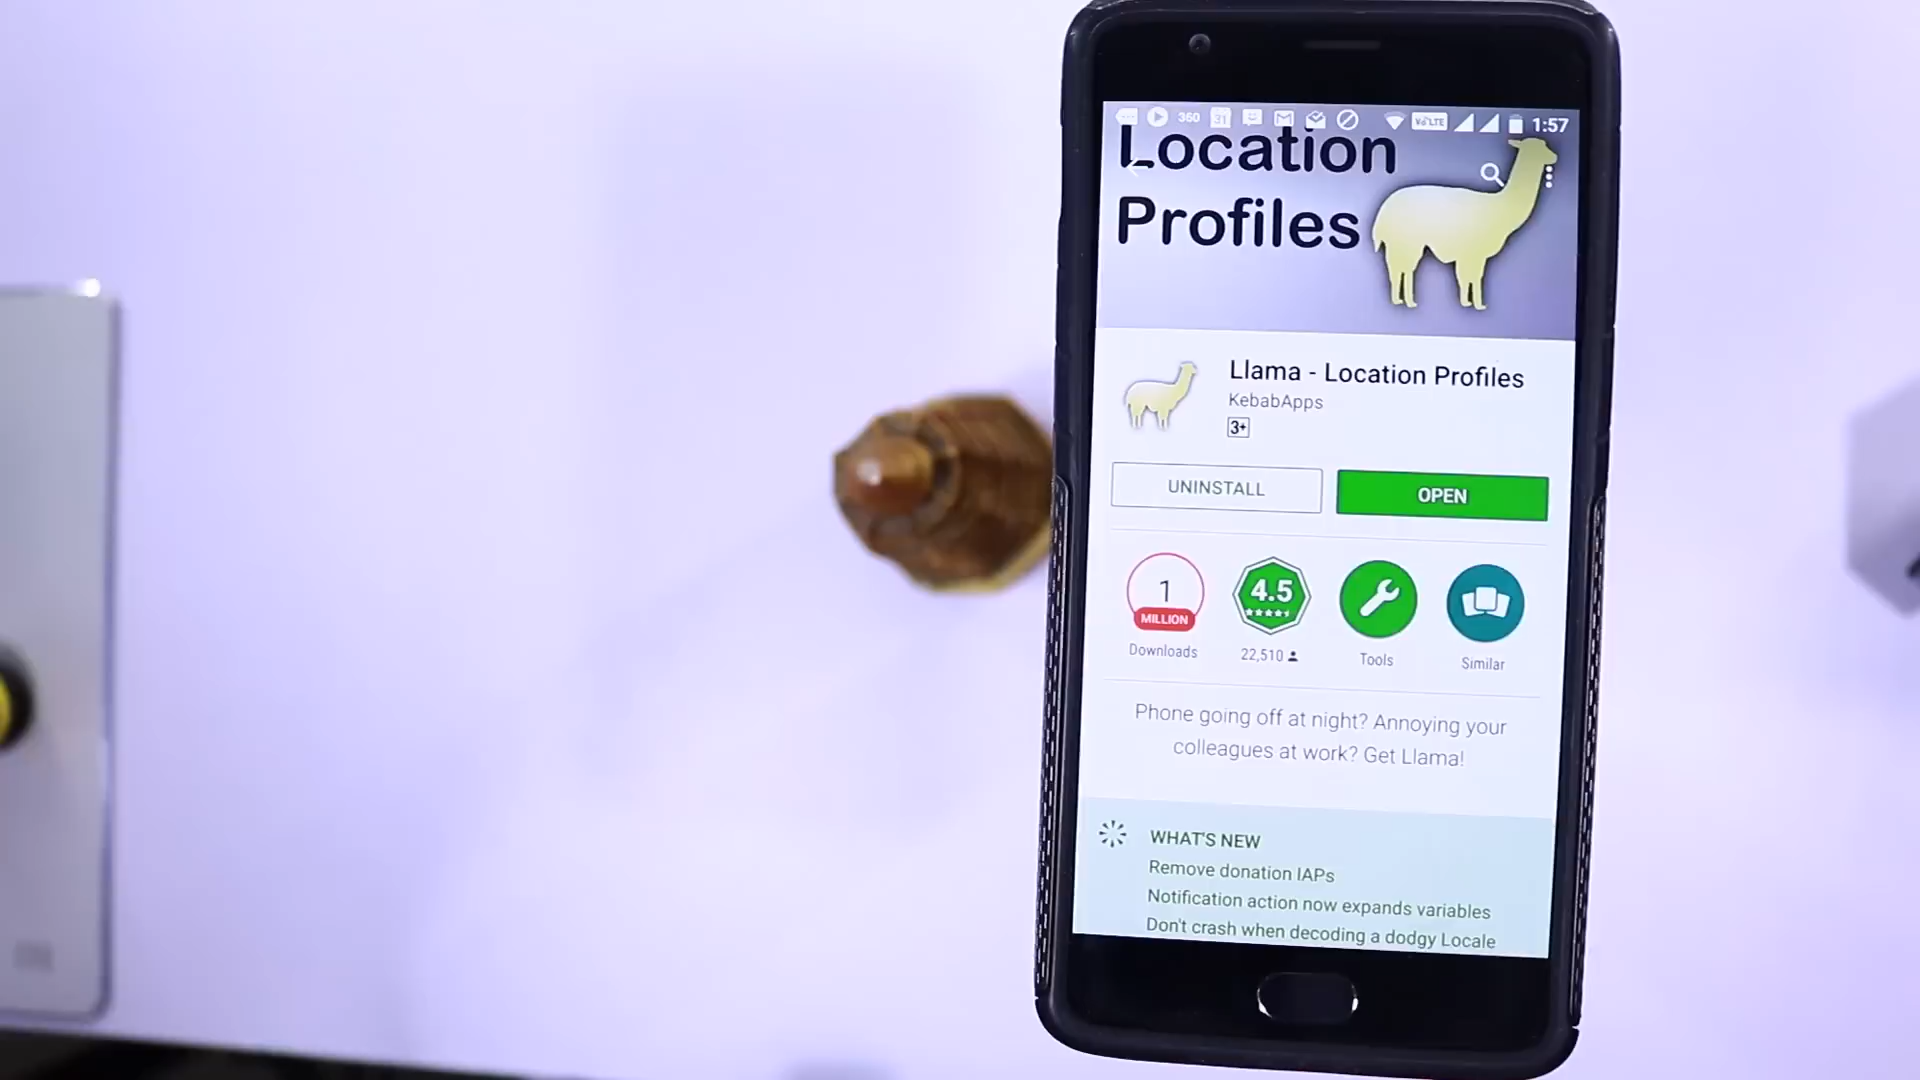 360 31 VoLTE 1:57
Location
Profiles
Llama - Location Profiles
KebabApps
3+
UNINSTALL
OPEN
1
MILLION
4.5
Downloads
22,510
Tools
Similar
Phone going off at night? Annoying your
colleagues at work? Get Llama!
WHAT'S NEW
Remove donation IAPs
Notification action now expands variables
Don't crash when decoding a dodgy Locale